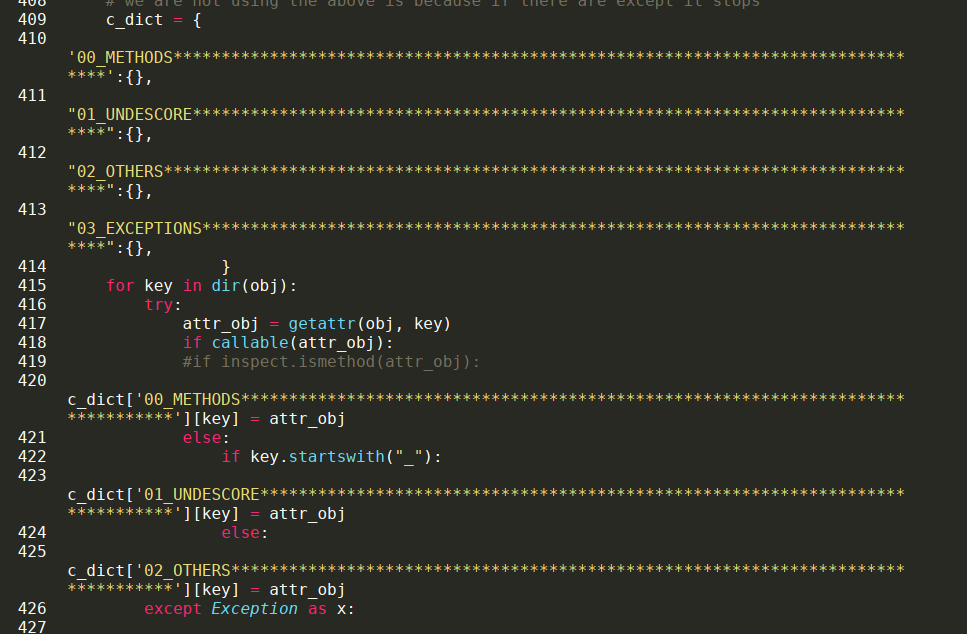 408 # we are not using the above is because if there are except it stops
409 c_dict = {
410
'00_METHODS****************************************************************************
****':{},
411
"01_UNDESCORE**************************************************************************
****":{},
412
"02_OTHERS*****************************************************************************
****":{},
413
"03_EXCEPTIONS*************************************************************************
****":{},
414 }
415 for key in dir(obj):
416 try:
417 attr_obj = getattr(obj, key)
418 if callable(attr_obj):
419 #if inspect.ismethod(attr_obj):
420
c_dict['00_METHODS*********************************************************************
***********'][key] = attr_obj
421 else:
422 if key.startswith("_"):
423
c_dict['01_UNDESCORE*******************************************************************
***********'][key] = attr_obj
424 else:
425
c_dict['02_OTHERS**********************************************************************
***********'][key] = attr_obj
426 except Exception as x:
427